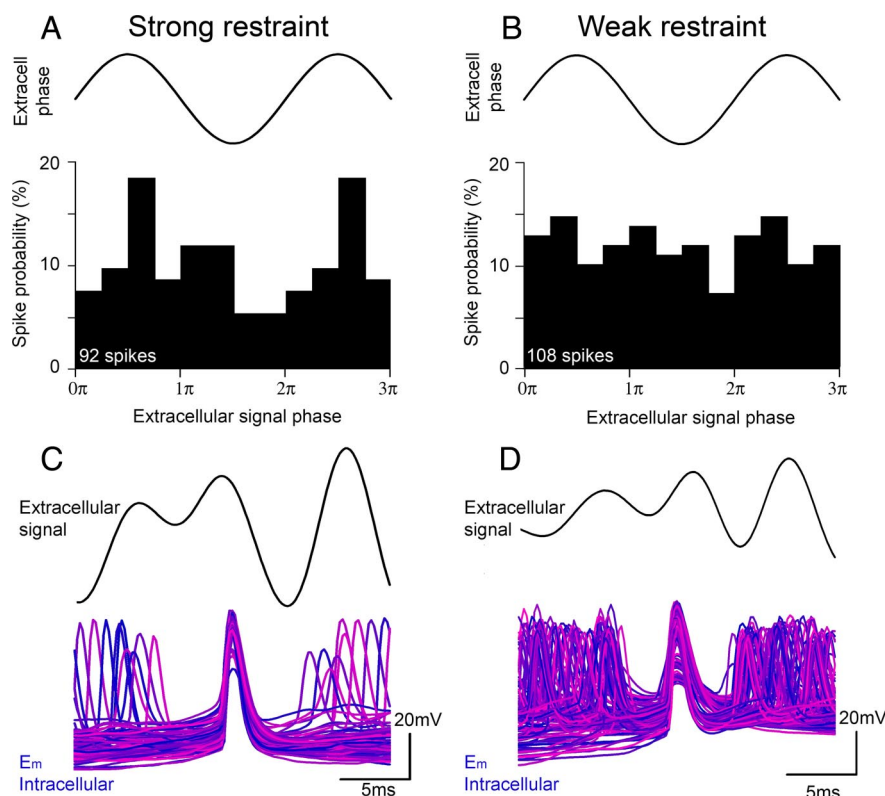 A
Strong restraint
Extracell
phase
Spike probability (%)
20
10
0
92 spikes
0π
1π
2π
3π
Extracellular signal phase
B
Weak restraint
Extracell
phase
Spike probability (%)
20
10
0
108 spikes
0π
1π
2π
3π
Extracellular signal phase
C
Extracellular
signal
20mV
Em
Intracellular
5ms
D
Extracellular
signal
20mV
Em
Intracellular
5ms